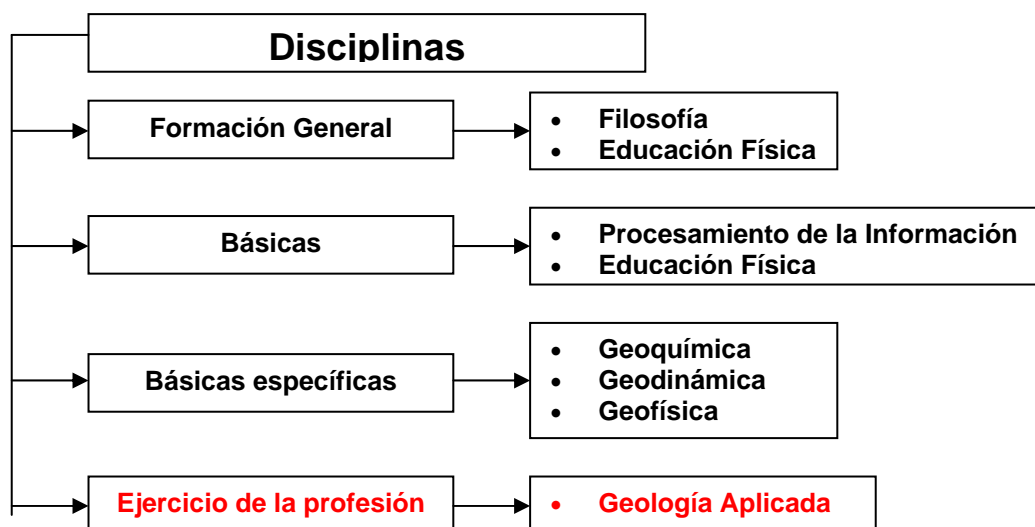 Disciplinas
Formación General
• Filosofía
• Educación Física
Básicas
• Procesamiento de la Información
• Educación Física
Básicas específicas
• Geoquímica
• Geodinámica
• Geofísica
Ejercicio de la profesión
• Geología Aplicada